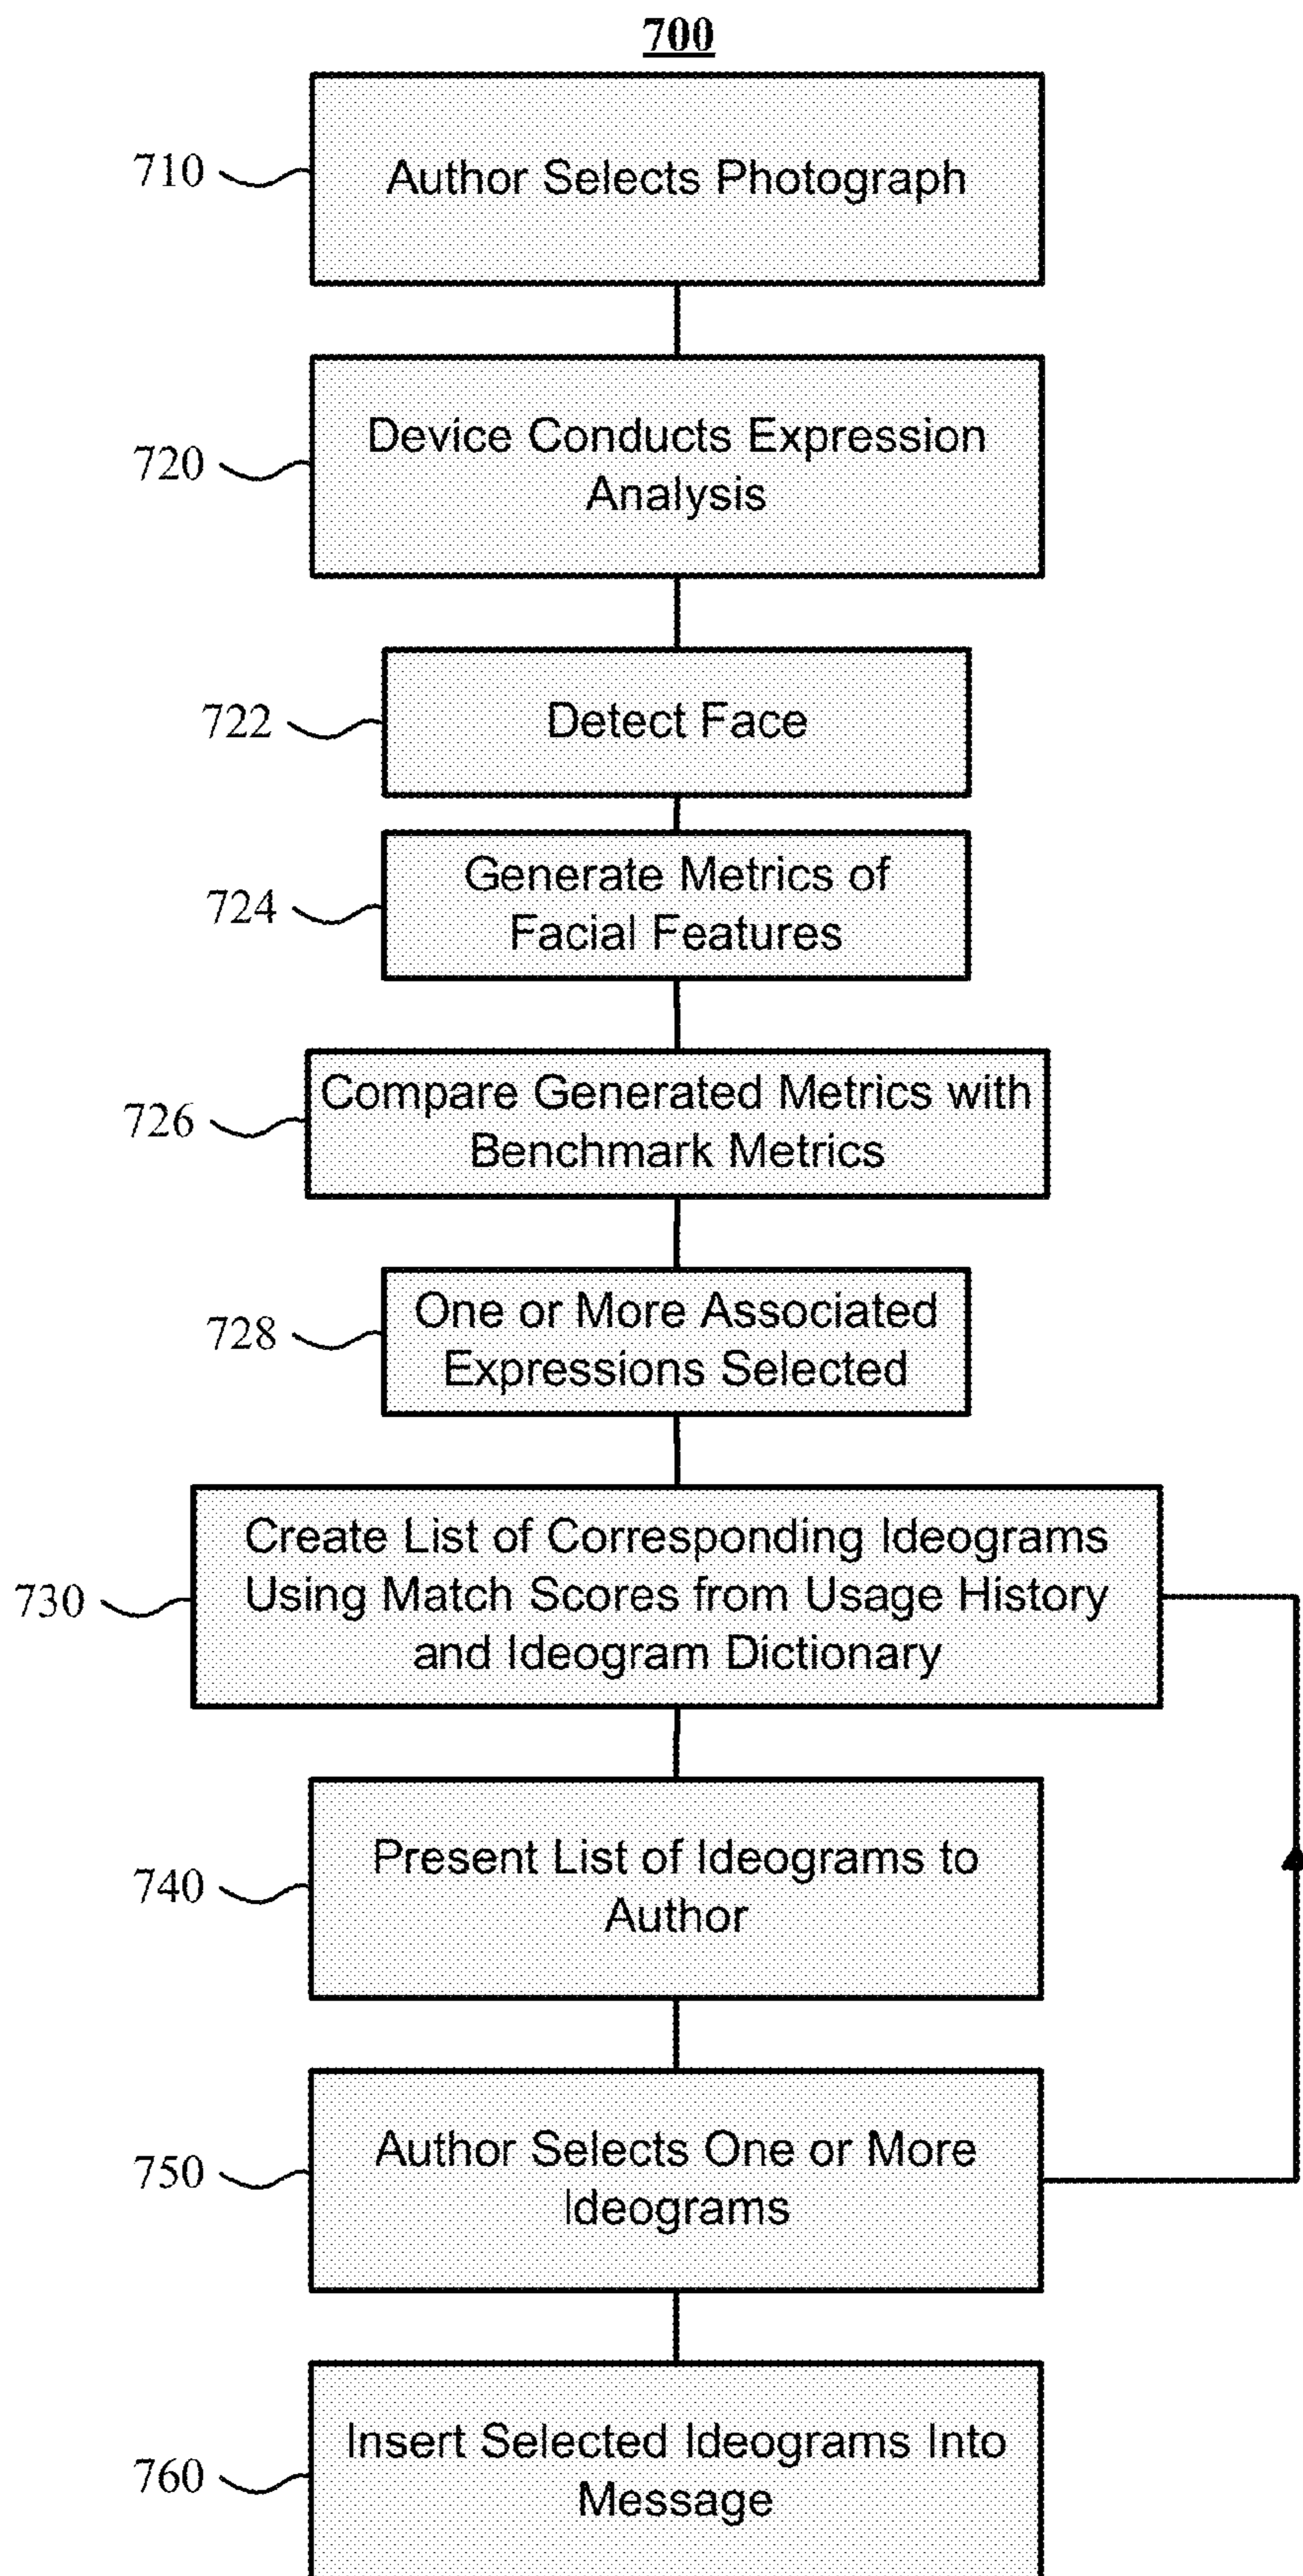 700
710
Author Selects Photograph
720
Device Conducts Expression
Analysis
722
Detect Face
724
Generate Metrics of
Facial Features
726
Compare Generated Metrics with
Benchmark Metrics
728
One or More Associated
Expressions Selected
730
Create List of Corresponding Ideograms
Using Match Scores from Usage History
and Ideogram Dictionary
740
Present List of Ideograms to
Author
750
Author Selects One or More
Ideograms
760
Insert Selected Ideograms Into
Message